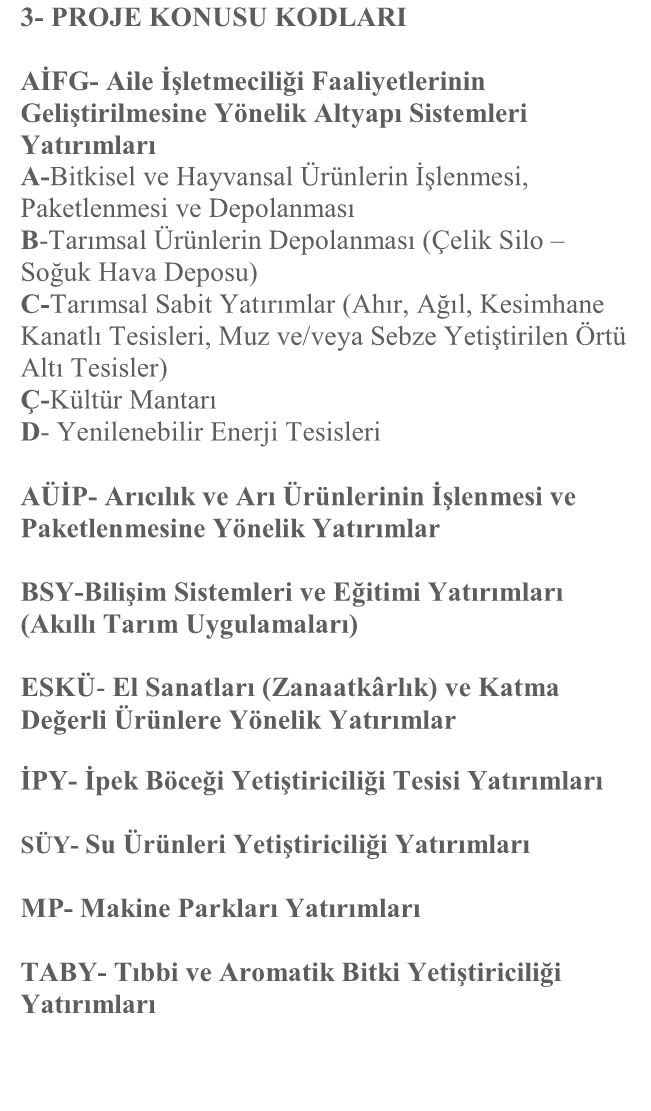 3- PROJE KONUSU KODLARI
AİFG- Aile İşletmeciliği Faaliyetlerinin
Geliştirilmesine Yönelik Altyapı Sistemleri
Yatırımları
A-Bitkisel ve Hayvansal Ürünlerin İşlenmesi,
Paketlenmesi ve Depolanması
B-Tarımsal Ürünlerin Depolanması (Çelik Silo –
Soğuk Hava Deposu)
C-Tarımsal Sabit Yatırımlar (Ahır, Ağıl, Kesimhane
Kanatlı Tesisleri, Muz ve/veya Sebze Yetiştirilen Örtü
Altı Tesisler)
Ç-Kültür Mantarı
D- Yenilenebilir Enerji Tesisleri
AÜİP- Arıcılık ve Arı Ürünlerinin İşlenmesi ve
Paketlenmesine Yönelik Yatırımlar
BSY-Bilişim Sistemleri ve Eğitimi Yatırımları
(Akıllı Tarım Uygulamaları)
ESKÜ- El Sanatları (Zanaatkârlık) ve Katma
Değerli Ürünlere Yönelik Yatırımlar
İPY- İpek Böceği Yetiştiriciliği Tesisi Yatırımları
SÜY- Su Ürünleri Yetiştiriciliği Yatırımları
MP- Makine Parkları Yatırımları
TABY- Tıbbi ve Aromatik Bitki Yetiştiriciliği
Yatırımları